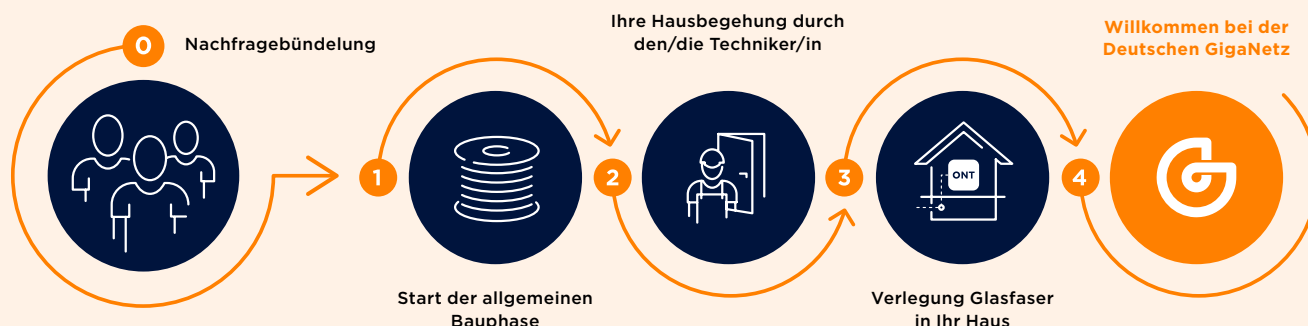 0
Nachfragebündelung
1
Start der allgemeinen
Bauphase
2
Ihre Hausbegehung durch
den/die Techniker/in
3
ONT
Verlegung Glasfaser
in Ihr Haus
4
Willkommen bei der
Deutschen GigaNetz